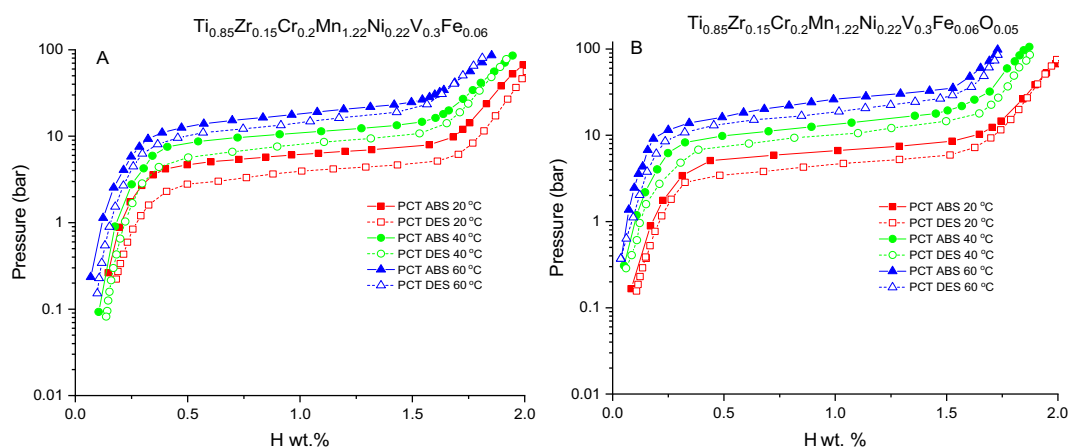 Ti0.85Zr0.15Cr0.2Mn1.22Ni0.22V0.3Fe0.06
A
100
10
1
0.1
0.01
Pressure (bar)
PCT ABS 20 °C
PCT DES 20 °C
PCT ABS 40 °C
PCT DES 40 °C
PCT ABS 60 °C
PCT DES 60 °C
0.0 0.5 1.0 1.5 2.0
H wt.%
Ti0.85Zr0.15Cr0.2Mn1.22Ni0.22V0.3Fe0.06O0.05
B
100
10
1
0.1
0.01
Pressure (bar)
PCT ABS 20 °C
PCT DES 20 °C
PCT ABS 40 °C
PCT DES 40 °C
PCT ABS 60 °C
PCT DES 60 °C
0.0 0.5 1.0 1.5 2.0
H wt.%